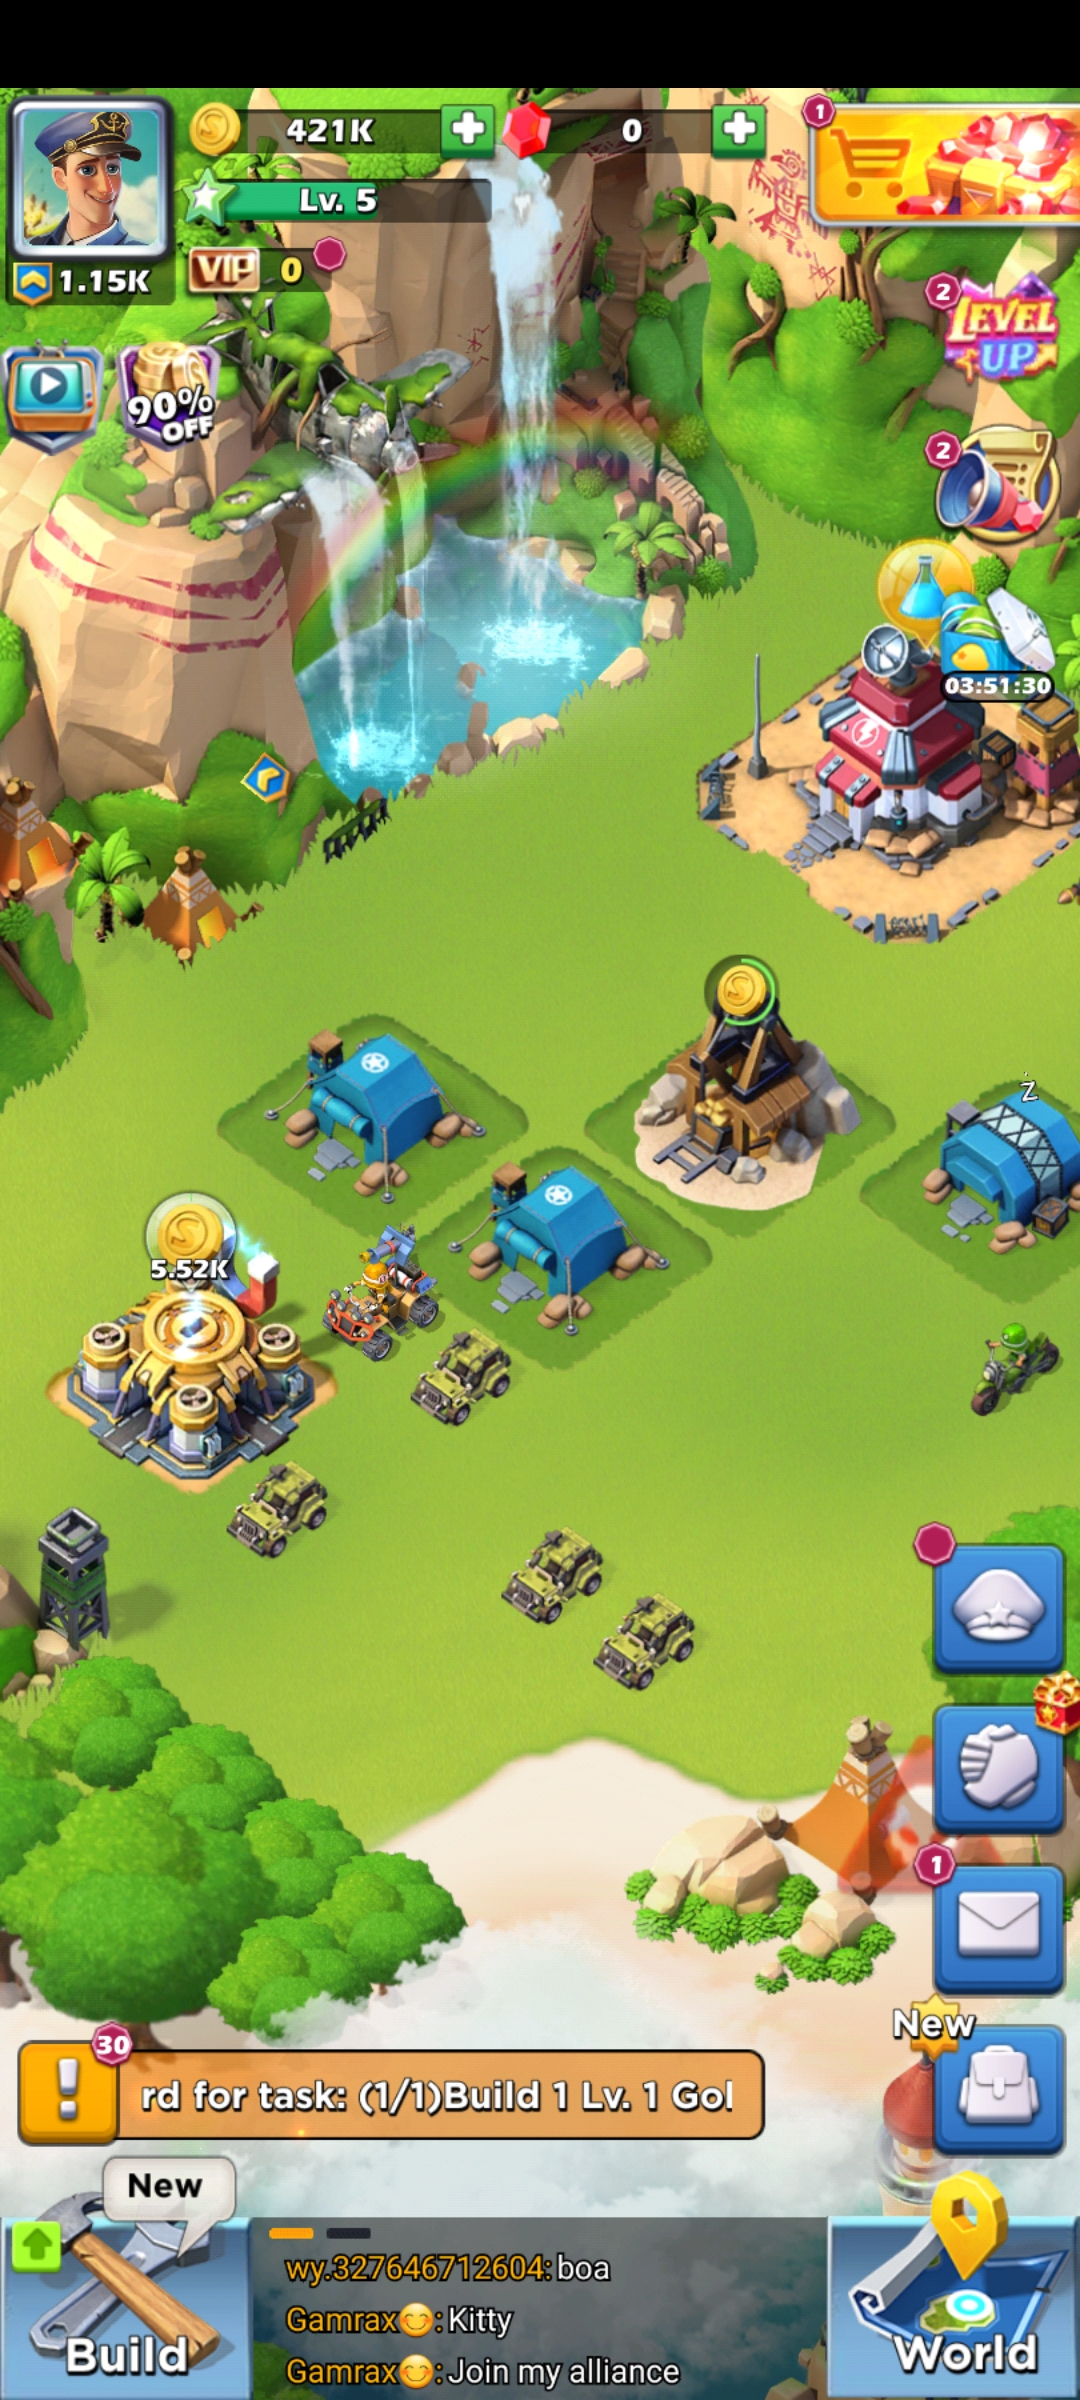 421K
0
1
Lv. 5
VIP 0
1.15K
2
LEVEL UP
90% OFF
2
03:51:30
Z
5.52K
1
New
30
rd for task: (1/1)Build 1 Lv. 1 Gol
New
wy.327646712604: boa
Gamrax😊: Kitty
Gamrax😊: Join my alliance
Build
World